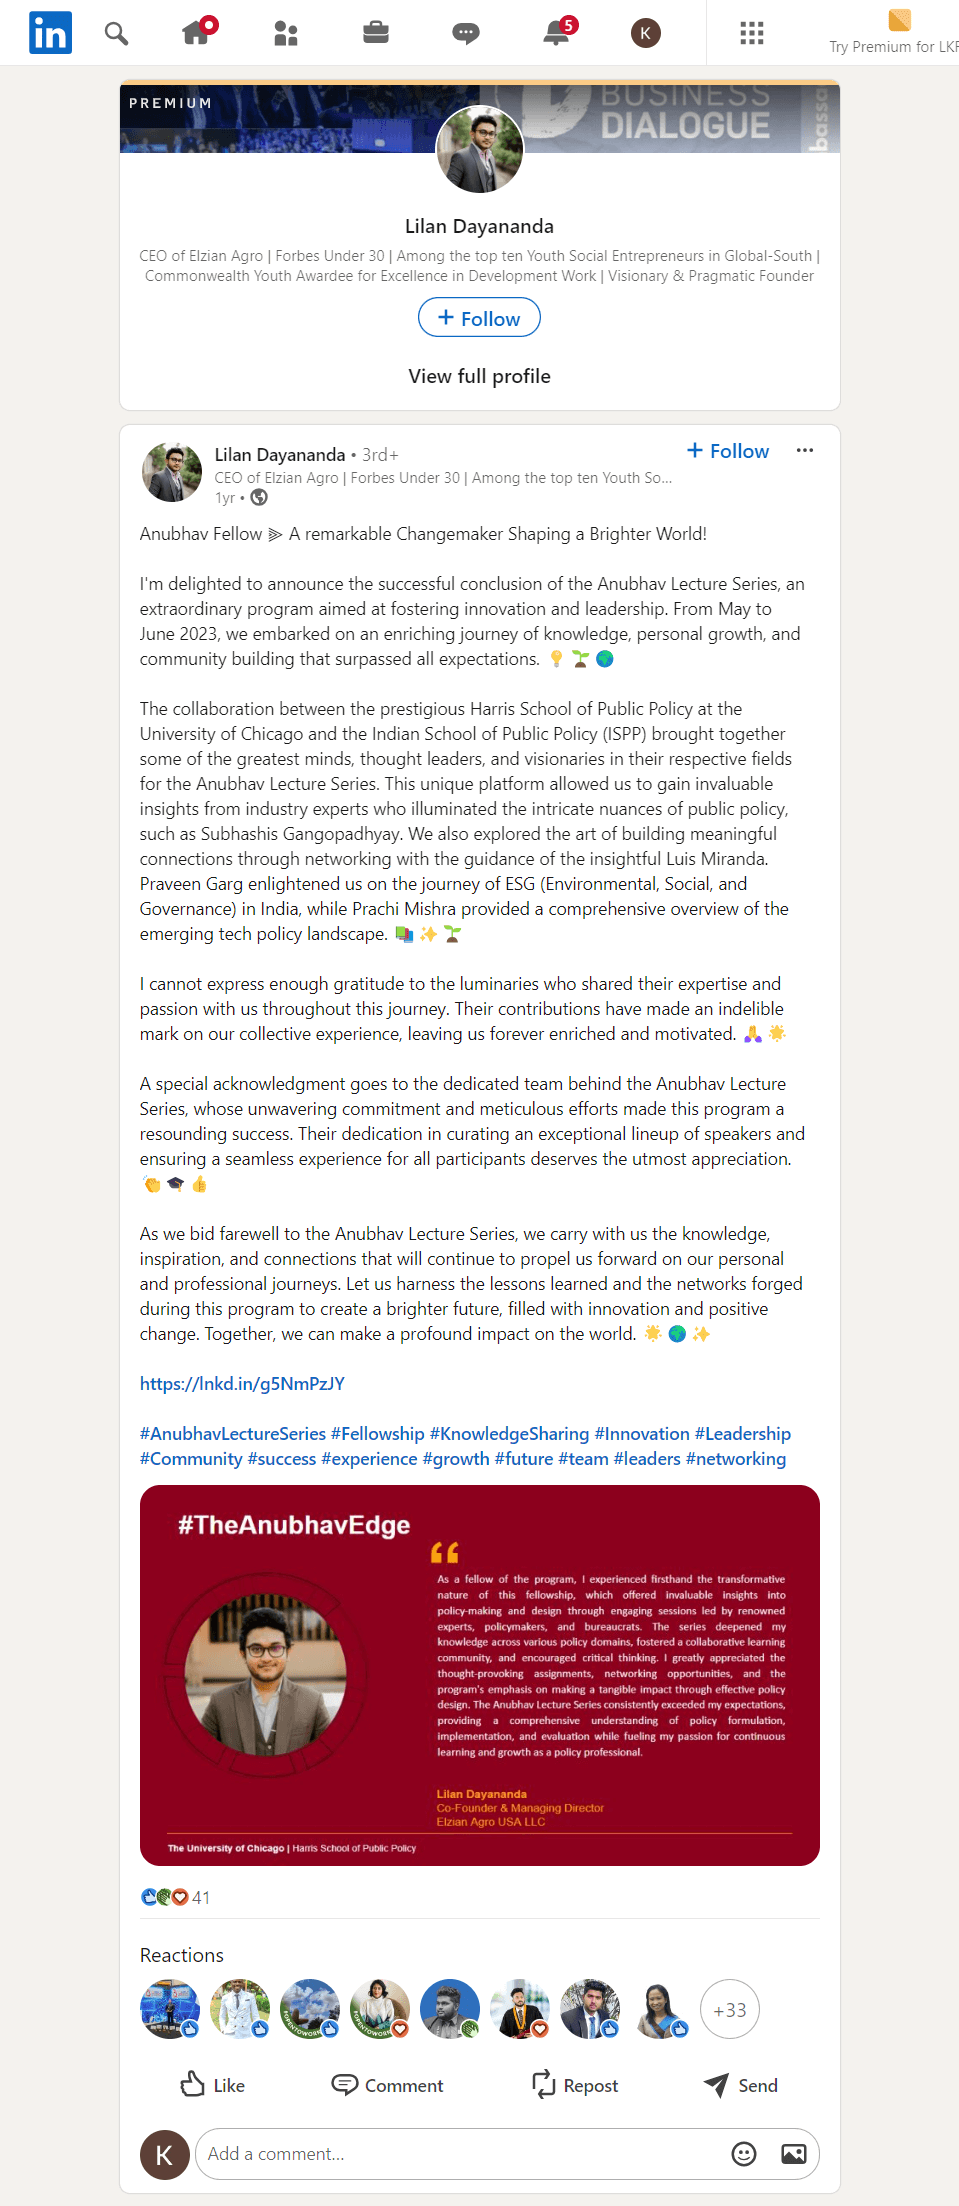 in
5
K
Try Premium for LKR
PREMIUM
BUSINESS
DIALOGUE
bassa
Lilan Dayananda
CEO of Elzian Agro | Forbes Under 30 | Among the top ten Youth Social Entrepreneurs in Global-South |
Commonwealth Youth Awardee for Excellence in Development Work | Visionary & Pragmatic Founder
+ Follow
View full profile
Lilan Dayananda • 3rd+
+ Follow
CEO of Elzian Agro | Forbes Under 30 | Among the top ten Youth So...
1yr •
Anubhav Fellow ⫸ A remarkable Changemaker Shaping a Brighter World!
I'm delighted to announce the successful conclusion of the Anubhav Lecture Series, an
extraordinary program aimed at fostering innovation and leadership. From May to
June 2023, we embarked on an enriching journey of knowledge, personal growth, and
community building that surpassed all expectations. 💡 🌱 🌍
The collaboration between the prestigious Harris School of Public Policy at the
University of Chicago and the Indian School of Public Policy (ISPP) brought together
some of the greatest minds, thought leaders, and visionaries in their respective fields
for the Anubhav Lecture Series. This unique platform allowed us to gain invaluable
insights from industry experts who illuminated the intricate nuances of public policy,
such as Subhashis Gangopadhyay. We also explored the art of building meaningful
connections through networking with the guidance of the insightful Luis Miranda.
Praveen Garg enlightened us on the journey of ESG (Environmental, Social, and
Governance) in India, while Prachi Mishra provided a comprehensive overview of the
emerging tech policy landscape. 📚 ✨ 🌱
I cannot express enough gratitude to the luminaries who shared their expertise and
passion with us throughout this journey. Their contributions have made an indelible
mark on our collective experience, leaving us forever enriched and motivated. 🙏 🌟
A special acknowledgment goes to the dedicated team behind the Anubhav Lecture
Series, whose unwavering commitment and meticulous efforts made this program a
resounding success. Their dedication in curating an exceptional lineup of speakers and
ensuring a seamless experience for all participants deserves the utmost appreciation.
👏 🎓 👍
As we bid farewell to the Anubhav Lecture Series, we carry with us the knowledge,
inspiration, and connections that will continue to propel us forward on our personal
and professional journeys. Let us harness the lessons learned and the networks forged
during this program to create a brighter future, filled with innovation and positive
change. Together, we can make a profound impact on the world. 🌟 🌍 ✨
https://lnkd.in/g5NmPzJY
#AnubhavLectureSeries #Fellowship #KnowledgeSharing #Innovation #Leadership
#Community #success #experience #growth #future #team #leaders #networking
#TheAnubhavEdge
“
As a fellow of the program, I experienced firsthand the transformative
nature of this fellowship, which offered invaluable insights into
policy-making and design through engaging sessions led by renowned
experts, policymakers, and bureaucrats. The series deepened my
knowledge across various policy domains, fostered a collaborative learning
community, and encouraged critical thinking. I greatly appreciated the
thought-provoking assignments, networking opportunities, and the
program's emphasis on making a tangible impact through effective policy
design. The Anubhav Lecture Series consistently exceeded my expectations,
providing a comprehensive understanding of policy formulation,
implementation, and evaluation while fueling my passion for continuous
learning and growth as a policy professional.
Lilan Dayananda
Co-Founder & Managing Director
Elzian Agro USA LLC
The University of Chicago | Harris School of Public Policy
41
Reactions
+33
Like
Comment
Repost
Send
K
Add a comment...